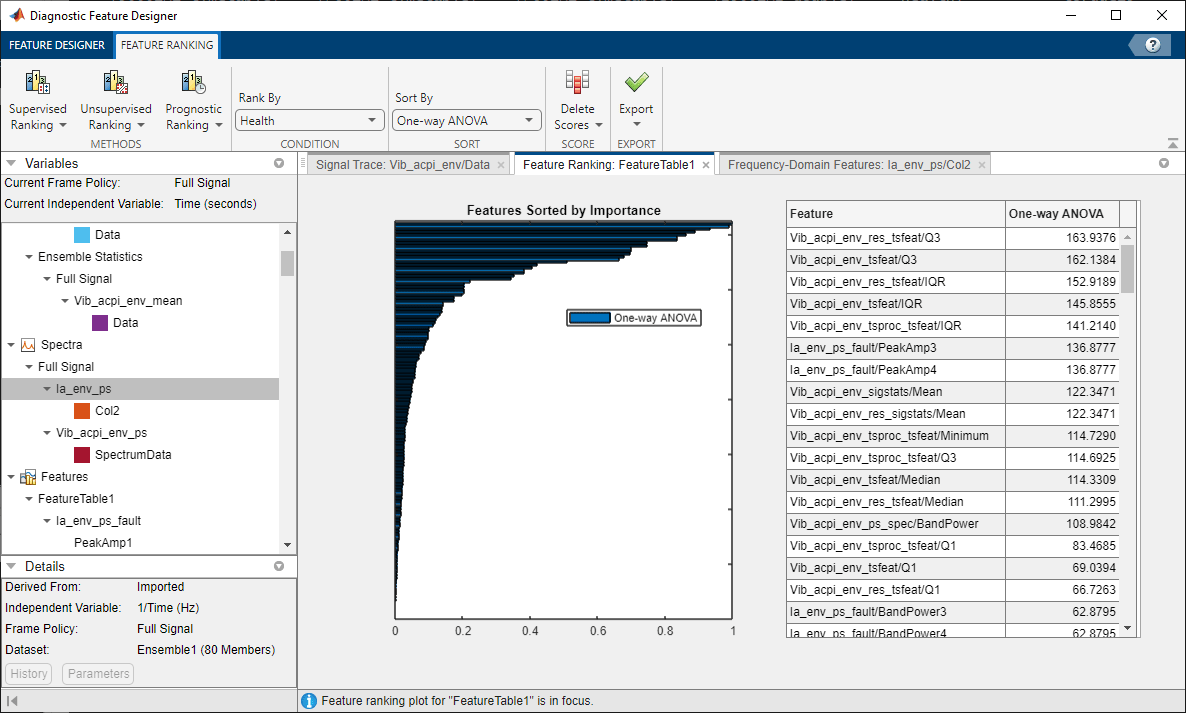 Diagnostic Feature Designer
FEATURE DESIGNER
FEATURE RANKING
?
Supervised Ranking
Unsupervised Ranking
Prognostic Ranking
METHODS
Rank By
Health
CONDITION
Sort By
One-way ANOVA
SORT
Delete Scores
SCORE
Export
EXPORT
Variables
Current Frame Policy: Full Signal
Current Independent Variable: Time (seconds)
Data
Ensemble Statistics
Full Signal
Vib_acpi_env_mean
Data
Spectra
Full Signal
Ia_env_ps
Col2
Vib_acpi_env_ps
SpectrumData
Features
FeatureTable1
Ia_env_ps_fault
PeakAmp1
Details
Derived From: Imported
Independent Variable: 1/Time (Hz)
Frame Policy: Full Signal
Dataset: Ensemble1 (80 Members)
History
Parameters
Signal Trace: Vib_acpi_env/Data
Feature Ranking: FeatureTable1
Frequency-Domain Features: Ia_env_ps/Col2
Features Sorted by Importance
One-way ANOVA
0 0.2 0.4 0.6 0.8 1
Feature One-way ANOVA
Vib_acpi_env_res_tsfeat/Q3 163.9376
Vib_acpi_env_tsfeat/Q3 162.1384
Vib_acpi_env_res_tsfeat/IQR 152.9189
Vib_acpi_env_tsfeat/IQR 145.8555
Vib_acpi_env_tsproc_tsfeat/IQR 141.2140
Ia_env_ps_fault/PeakAmp3 136.8777
Ia_env_ps_fault/PeakAmp4 136.8777
Vib_acpi_env_sigstats/Mean 122.3471
Vib_acpi_env_res_sigstats/Mean 122.3471
Vib_acpi_env_tsproc_tsfeat/Minimum 114.7290
Vib_acpi_env_tsproc_tsfeat/Q3 114.6925
Vib_acpi_env_tsfeat/Median 114.3309
Vib_acpi_env_res_tsfeat/Median 111.2995
Vib_acpi_env_ps_spec/BandPower 108.9842
Vib_acpi_env_tsproc_tsfeat/Q1 83.4685
Vib_acpi_env_tsfeat/Q1 69.0394
Vib_acpi_env_res_tsfeat/Q1 66.7263
Ia_env_ps_fault/BandPower3 62.8795
Ia_env_ps_fault/BandPower4 62.8795
Feature ranking plot for "FeatureTable1" is in focus.